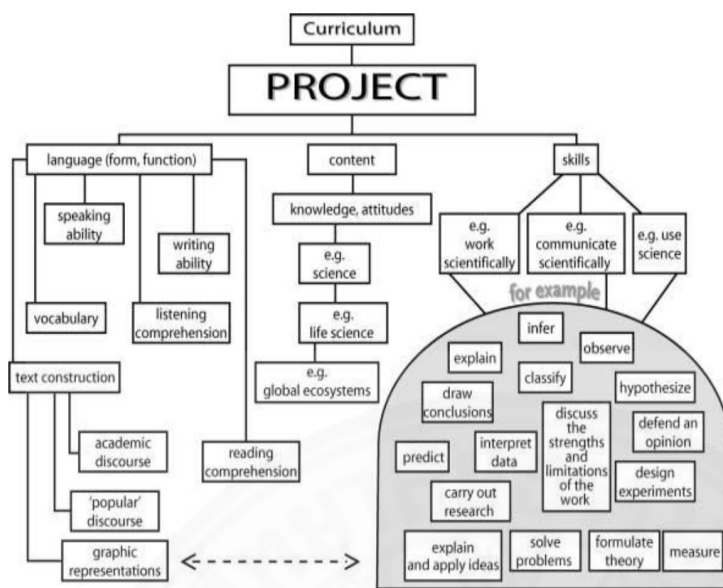 Curriculum
PROJECT
language (form, function)
content
skills
speaking
ability
writing
ability
vocabulary
listening
comprehension
text construction
academic
discourse
reading
comprehension
'popular'
discourse
graphic
representations
knowledge, attitudes
e.g.
science
e.g.
life science
e.g.
global ecosystems
e.g.
work
scientifically
e.g.
communicate
scientifically
e.g. use
science
for example
infer
observe
explain
classify
hypothesize
draw
conclusions
discuss
the
strengths
and
limitations
of the
work
defend an
opinion
predict
interpret
data
design
experiments
carry out
research
explain
and apply ideas
solve
problems
formulate
theory
measure